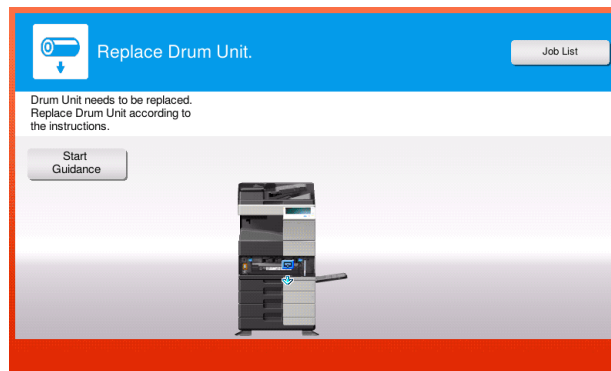 Replace Drum Unit.
Job List
Drum Unit needs to be replaced.
Replace Drum Unit according to
the instructions.
Start
Guidance